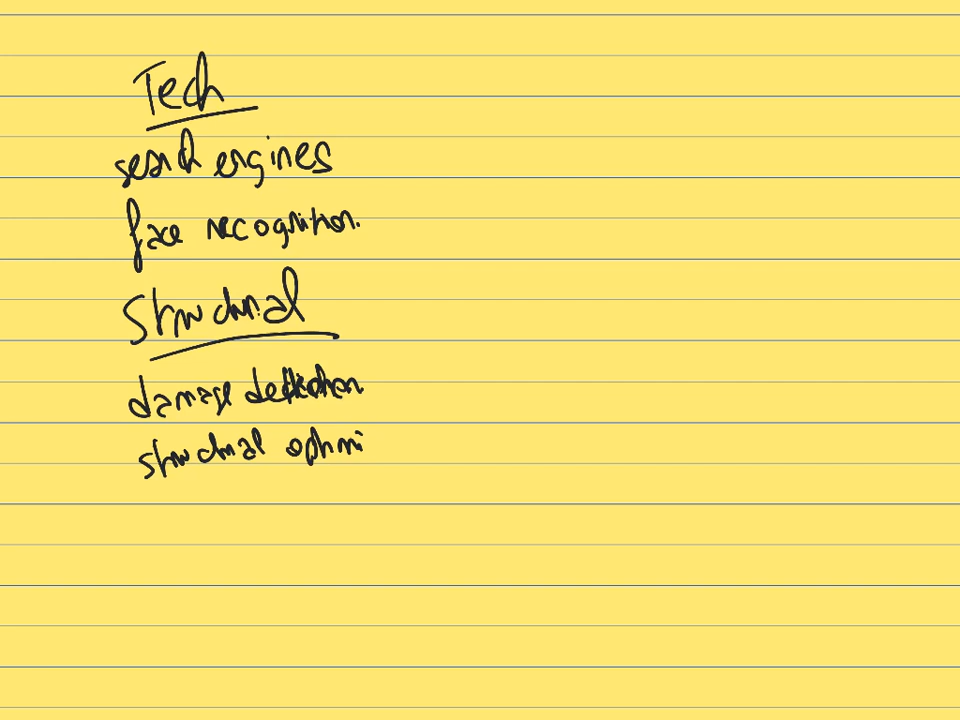 Tech
search engines
face recognition.
Structural
damage detection
structural optimi